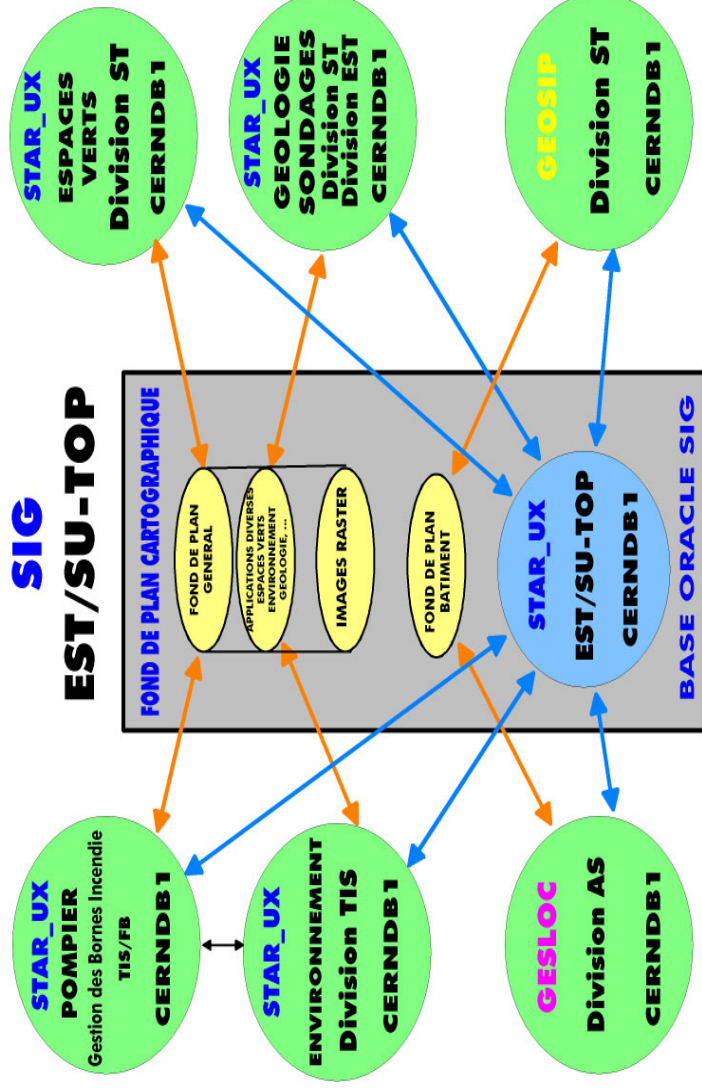 SIG
EST/SU-TOP
STAR_UX
POMPIER
Gestion des Bornes Incendie
TIS/FB
CERNDB1
STAR_UX
ENVIRONNEMENT
Division TIS
CERNDB1
GESLOC
Division AS
CERNDB1
FOND DE PLAN CARTOGRAPHIQUE
FOND DE PLAN
GENERAL
APPLICATIONS DIVERSES
ESPACES VERTS
ENVIRONNEMENT
GEOLOGIE, ...
IMAGES RASTER
FOND DE PLAN
BATIMENT
STAR_UX
EST/SU-TOP
CERNDB1
BASE ORACLE SIG
STAR_UX
ESPACES
VERTS
Division ST
CERNDB1
STAR_UX
GEOLOGIE
SONDAGES
Division ST
Division EST
CERNDB1
GEOSIP
Division ST
CERNDB1